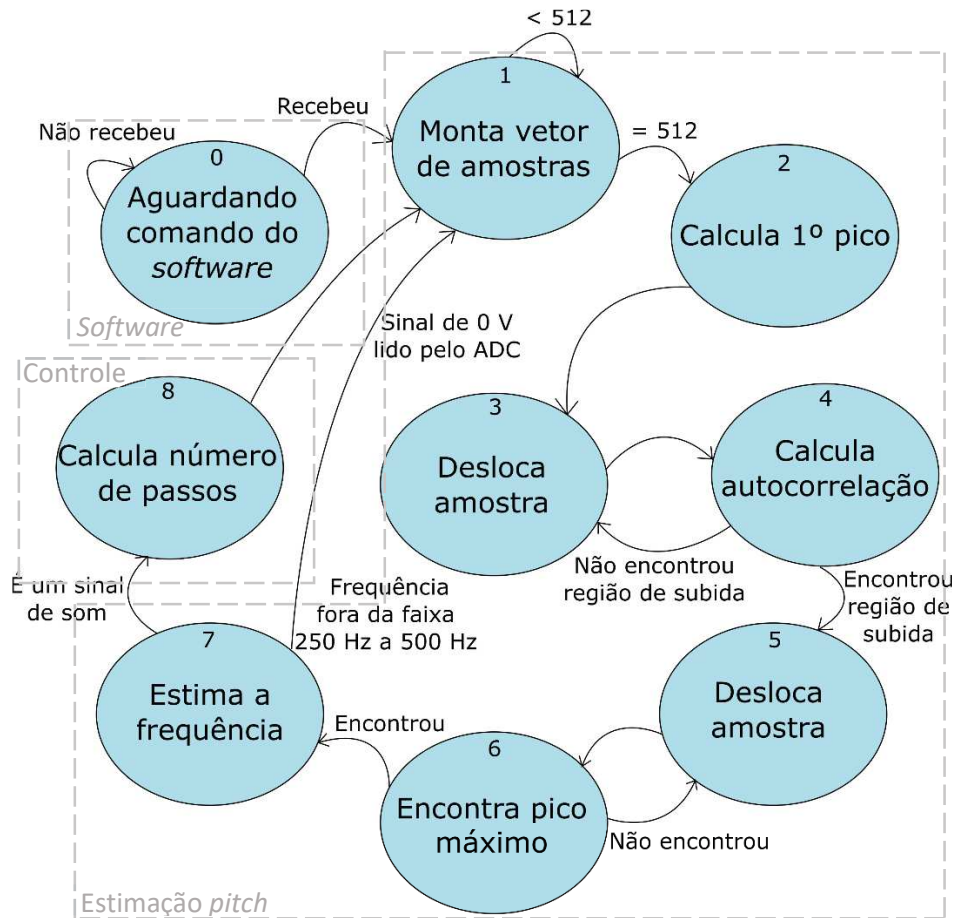 < 512
1
Monta vetor
de amostras
Recebeu
Não recebeu
= 512
0
Aguardando
comando do
software
Software
2
Calcula 1º pico
Sinal de 0 V
lido pelo ADC
Controle
8
Calcula número
de passos
3
Desloca
amostra
4
Calcula
autocorrelação
Não encontrou
região de subida
Encontrou
região de
subida
É um sinal
de som
Frequência
fora da faixa
250 Hz a 500 Hz
7
Estima a
frequência
5
Desloca
amostra
Encontrou
6
Encontra pico
máximo
Não encontrou
Estimação pitch